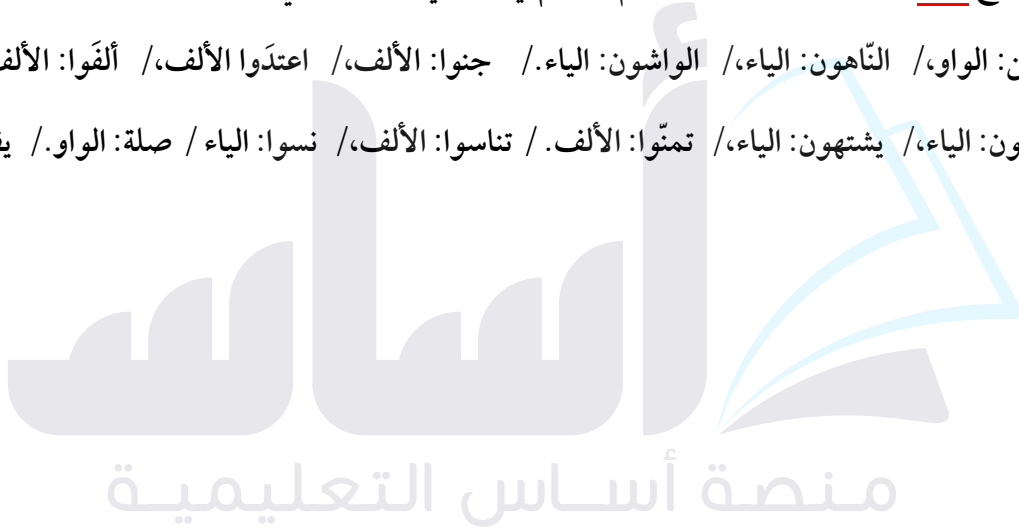 ن: الواو،/ النّاهون: الياء،/ الواشون: الياء./ جنوا: الألف،/ اعتدَوا الألف،/ ألفَوا: الألف
ون: الياء،/ يشتهون: الياء،/ تمنّوا: الألف. / تناسوا: الألف،/ نسوا: الياء / صلة: الواو./
أساس
منصة أساس التعليمية